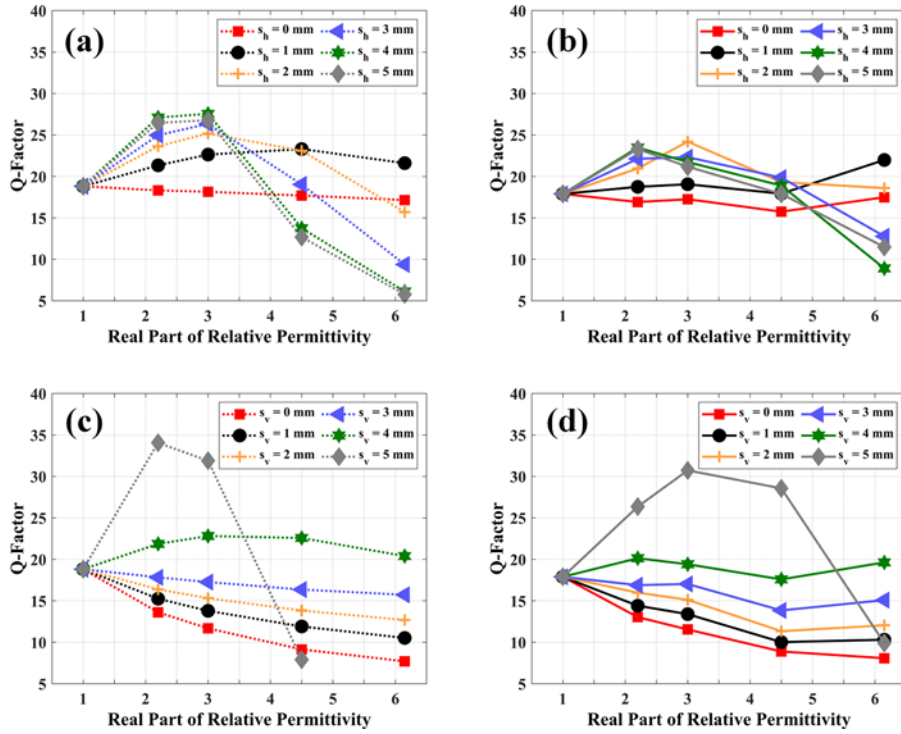 (a)
s_h = 0 mm s_h = 3 mm
s_h = 1 mm s_h = 4 mm
s_h = 2 mm s_h = 5 mm
40
35
30
25
20
15
10
5
Q-Factor
1 2 3 4 5 6
Real Part of Relative Permittivity
(b)
s_h = 0 mm s_h = 3 mm
s_h = 1 mm s_h = 4 mm
s_h = 2 mm s_h = 5 mm
40
35
30
25
20
15
10
5
Q-Factor
1 2 3 4 5 6
Real Part of Relative Permittivity
(c)
s_v = 0 mm s_v = 3 mm
s_v = 1 mm s_v = 4 mm
s_v = 2 mm s_v = 5 mm
40
35
30
25
20
15
10
5
Q-Factor
1 2 3 4 5 6
Real Part of Relative Permittivity
(d)
s_v = 0 mm s_v = 3 mm
s_v = 1 mm s_v = 4 mm
s_v = 2 mm s_v = 5 mm
40
35
30
25
20
15
10
5
Q-Factor
1 2 3 4 5 6
Real Part of Relative Permittivity